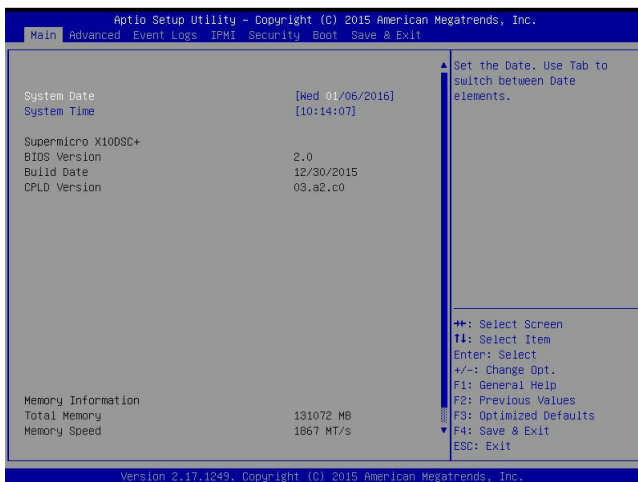 Aptio Setup Utility – Copyright (C) 2015 American Megatrends, Inc.
Main Advanced Event Logs IPMI Security Boot Save & Exit
System Date [Wed 01/06/2016]
System Time [10:14:07]
Supermicro X10DSC+
BIOS Version 2.0
Build Date 12/30/2015
CPLD Version 03.a2.c0
Memory Information
Total Memory 131072 MB
Memory Speed 1867 MT/s
Set the Date. Use Tab to
switch between Date
elements.
→←: Select Screen
↑↓: Select Item
Enter: Select
+/-: Change Opt.
F1: General Help
F2: Previous Values
F3: Optimized Defaults
F4: Save & Exit
ESC: Exit
Version 2.17.1249. Copyright (C) 2015 American Megatrends, Inc.